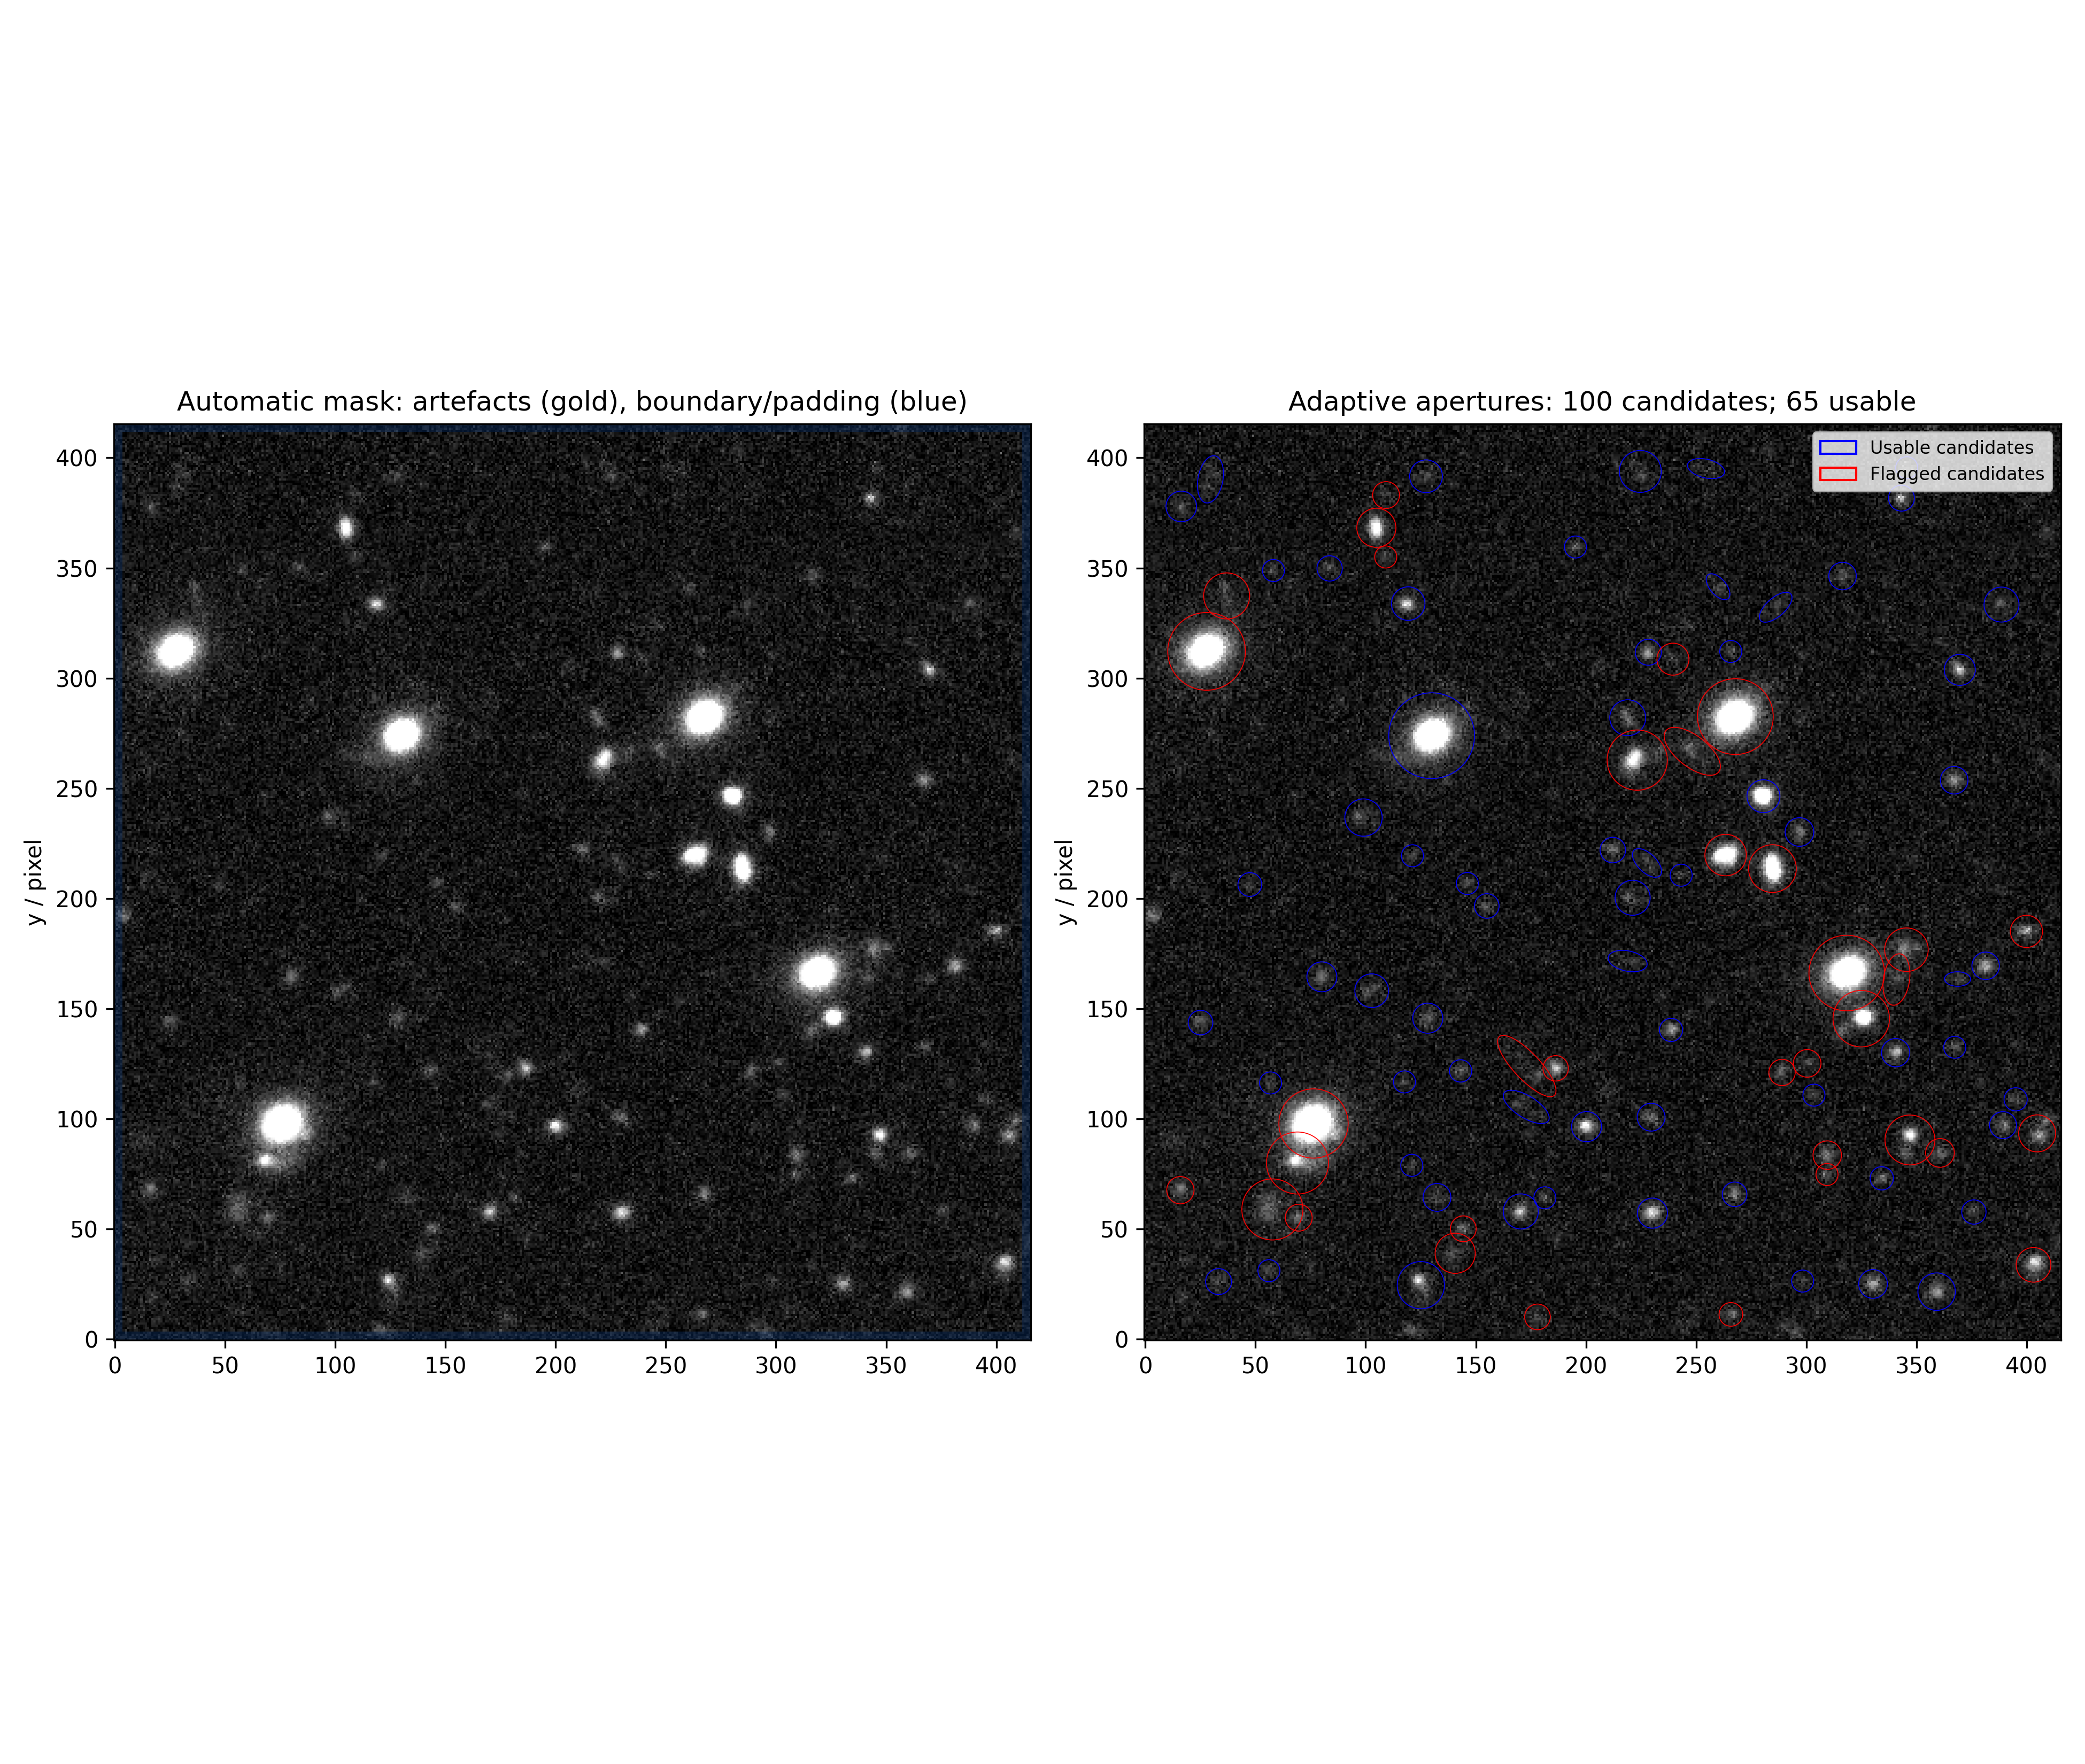 Automatic mask: artefacts (gold), boundary/padding (blue)
y / pixel
400
350
300
250
200
150
100
50
0
0 50 100 150 200 250 300 350 400
Adaptive apertures: 100 candidates; 65 usable
Usable candidates
Flagged candidates
y / pixel
400
350
300
250
200
150
100
50
0
0 50 100 150 200 250 300 350 400